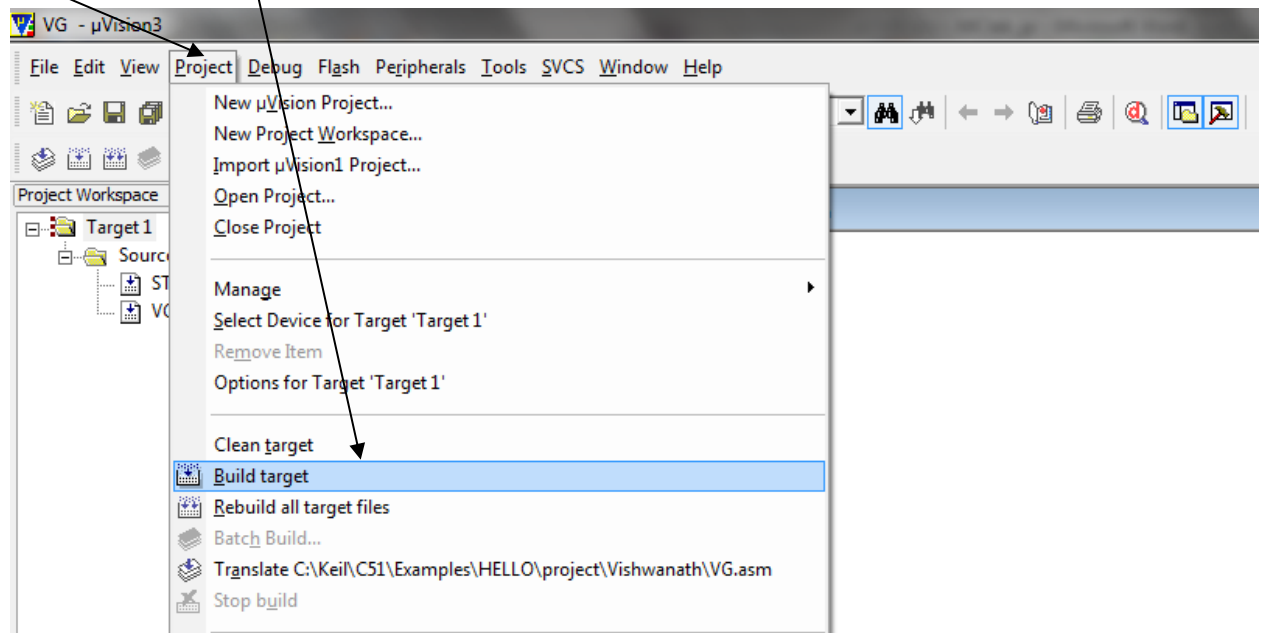 VG - µVision3
File Edit View Project Debug Flash Peripherals Tools SVCS Window Help
New µVision Project...
New Project Workspace...
Import µVision1 Project...
Project Workspace
Open Project...
Target 1
Close Project
Sourc
ST
Manage
VG
Select Device for Target 'Target 1'
Remove Item
Options for Target 'Target 1'
Clean target
Build target
Rebuild all target files
Batch Build...
Translate C:\Keil\C51\Examples\HELLO\project\Vishwanath\VG.asm
Stop build